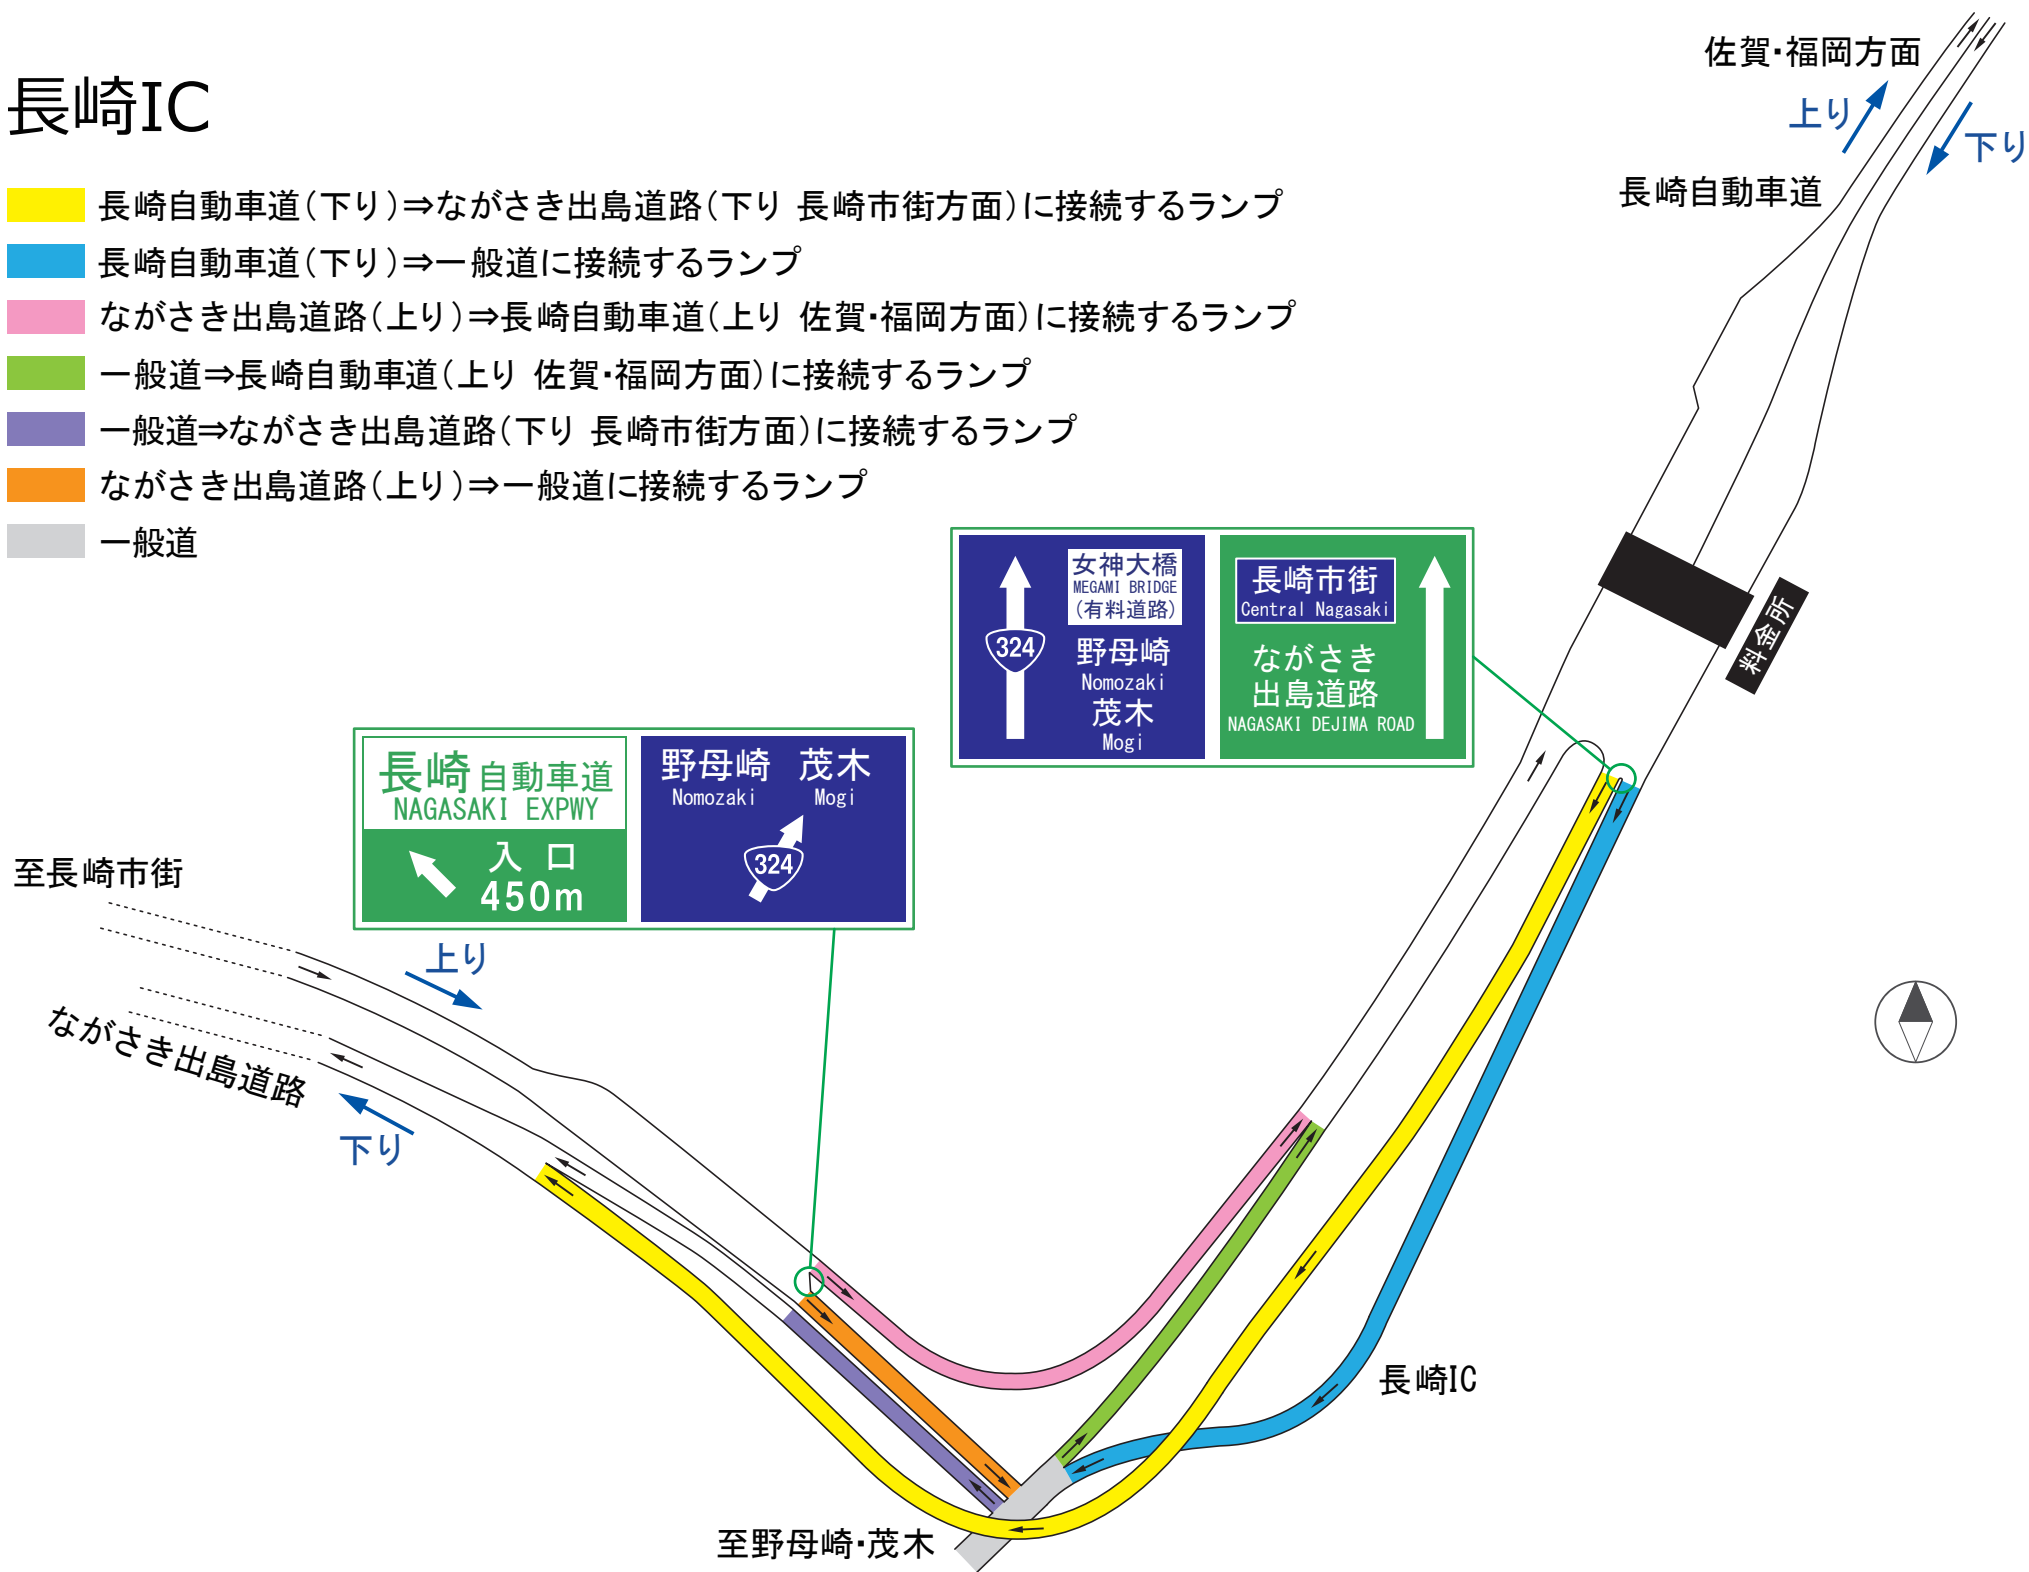 長崎IC
長崎自動車道(下り)⇒ながさき出島道路(下り 長崎市街方面)に接続するランプ
長崎自動車道(下り)⇒一般道に接続するランプ
ながさき出島道路(上り)⇒長崎自動車道(上り 佐賀・福岡方面)に接続するランプ
一般道⇒長崎自動車道(上り 佐賀・福岡方面)に接続するランプ
一般道⇒ながさき出島道路(下り 長崎市街方面)に接続するランプ
ながさき出島道路(上り)⇒一般道に接続するランプ
一般道
佐賀・福岡方面
上り
下り
長崎自動車道
324
女神大橋
MEGAMI BRIDGE
(有料道路)
野母崎
Nomozaki
茂木
Mogi
長崎市街
Central Nagasaki
ながさき
出島道路
NAGASAKI DEJIMA ROAD
料金所
長崎自動車道
NAGASAKI EXPWY
入口
450m
野母崎 茂木
Nomozaki Mogi
324
至長崎市街
上り
ながさき出島道路
下り
長崎IC
至野母崎・茂木